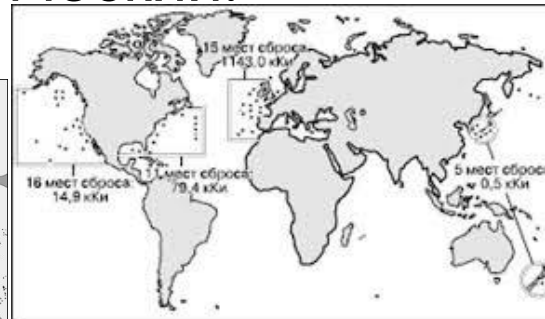 15 мест сброса
1143,0 кКи
16 мест сброса:
14,9 кКи
11 мест сброса:
79,4 кКи
5 мест сброса
0,5 кКи